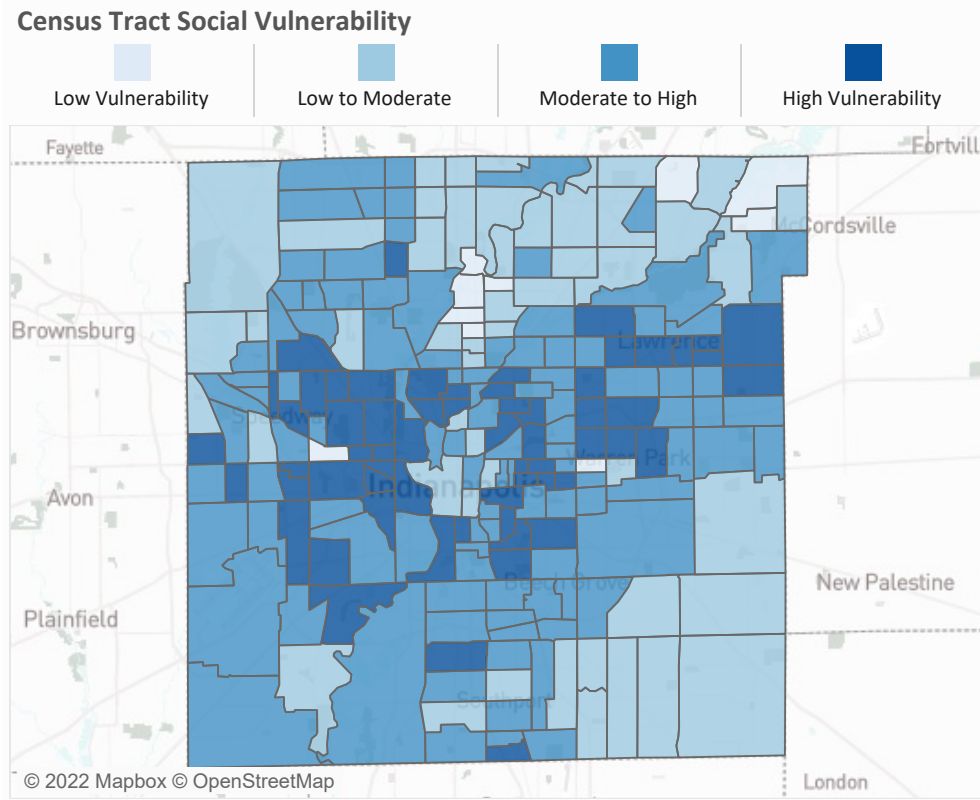 Census Tract Social Vulnerability
Low Vulnerability
Low to Moderate
Moderate to High
High Vulnerability
Fayette
Fortvill
McCordsville
Brownsburg
Lawrence
Speedway
Warren Park
Avon
Indianapolis
Beech Grove
New Palestine
Plainfield
Southport
© 2022 Mapbox © OpenStreetMap
London